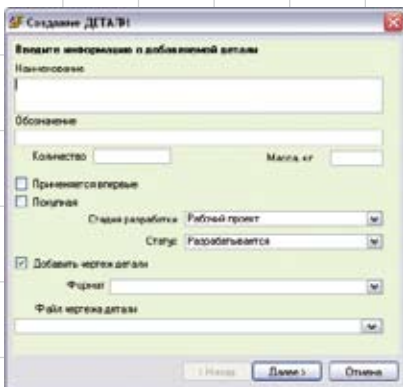 Создание ДЕТАЛИ
Введите информацию о добавляемой детали
Наименование
Обозначение
Количество
Масса, кг
Применяется впервые
Покупная
Стадия разработки Рабочий проект
Статус Разрабатывается
Добавить чертеж детали
Формат
Файл чертежа детали
< Назад Далее > Отмена